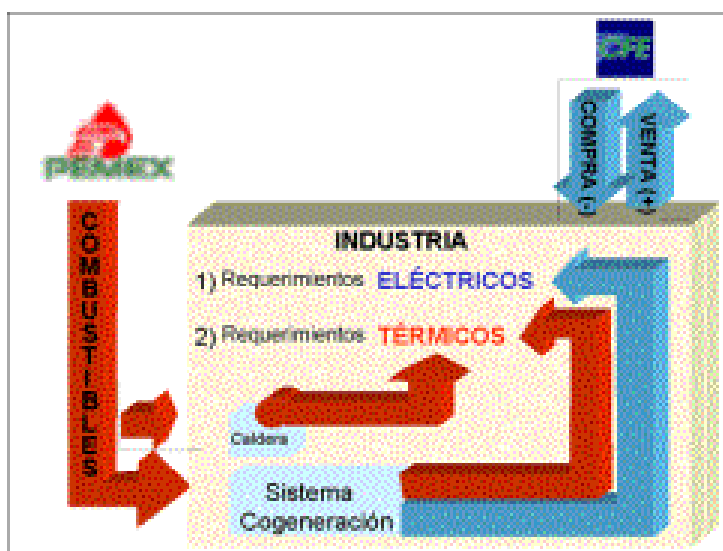 CFE
PEMEX
COMPRA (-)
VENTA (+)
COMBUSTIBLES
INDUSTRIA
1) Requerimientos ELÉCTRICOS
2) Requerimientos TÉRMICOS
Caldera
Sistema
Cogeneración